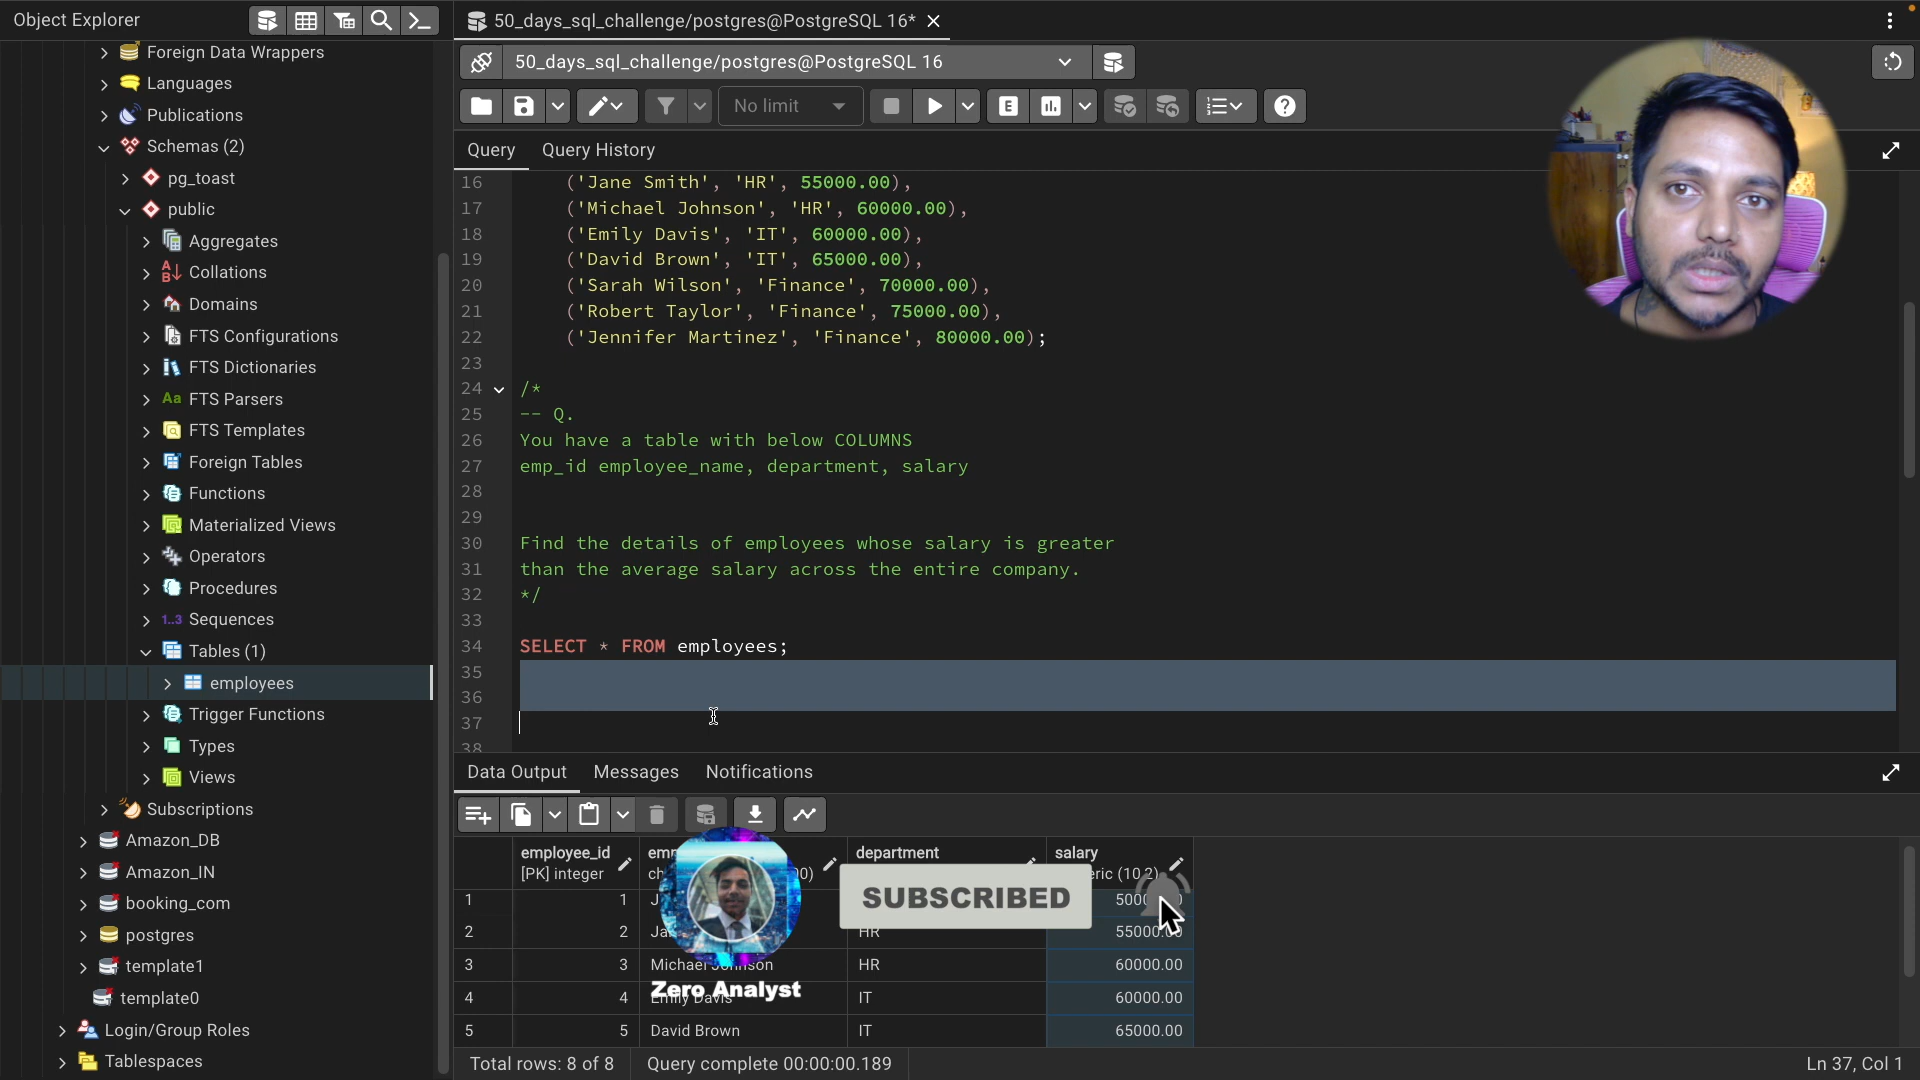 Object Explorer
50_days_sql_challenge/postgres@PostgreSQL 16*
Foreign Data Wrappers
Languages
Publications
Schemas (2)
pg_toast
public
Aggregates
Collations
Domains
FTS Configurations
FTS Dictionaries
Aa FTS Parsers
FTS Templates
Foreign Tables
Functions
Materialized Views
Operators
Procedures
1..3 Sequences
Tables (1)
employees
Trigger Functions
Types
Views
Subscriptions
Amazon_DB
Amazon_IN
booking_com
postgres
template1
template0
Login/Group Roles
Tablespaces
50_days_sql_challenge/postgres@PostgreSQL 16
No limit
E
Query Query History
16 ('Jane Smith', 'HR', 55000.00),
17 ('Michael Johnson', 'HR', 60000.00),
18 ('Emily Davis', 'IT', 60000.00),
19 ('David Brown', 'IT', 65000.00),
20 ('Sarah Wilson', 'Finance', 70000.00),
21 ('Robert Taylor', 'Finance', 75000.00),
22 ('Jennifer Martinez', 'Finance', 80000.00);
23
24 /*
25 -- Q.
26 You have a table with below COLUMNS
27 emp_id employee_name, department, salary
28
29
30 Find the details of employees whose salary is greater
31 than the average salary across the entire company.
32 */
33
34 SELECT * FROM employees;
35
36
37
38
Data Output Messages Notifications
employee_id department salary
[PK] integer
1 1
2 2 HR 55000.00
3 3 Michael Johnson HR 60000.00
4 4 Emily Davis IT 60000.00
5 5 David Brown IT 65000.00
SUBSCRIBED
Zero Analyst
Total rows: 8 of 8 Query complete 00:00:00.189 Ln 37, Col 1